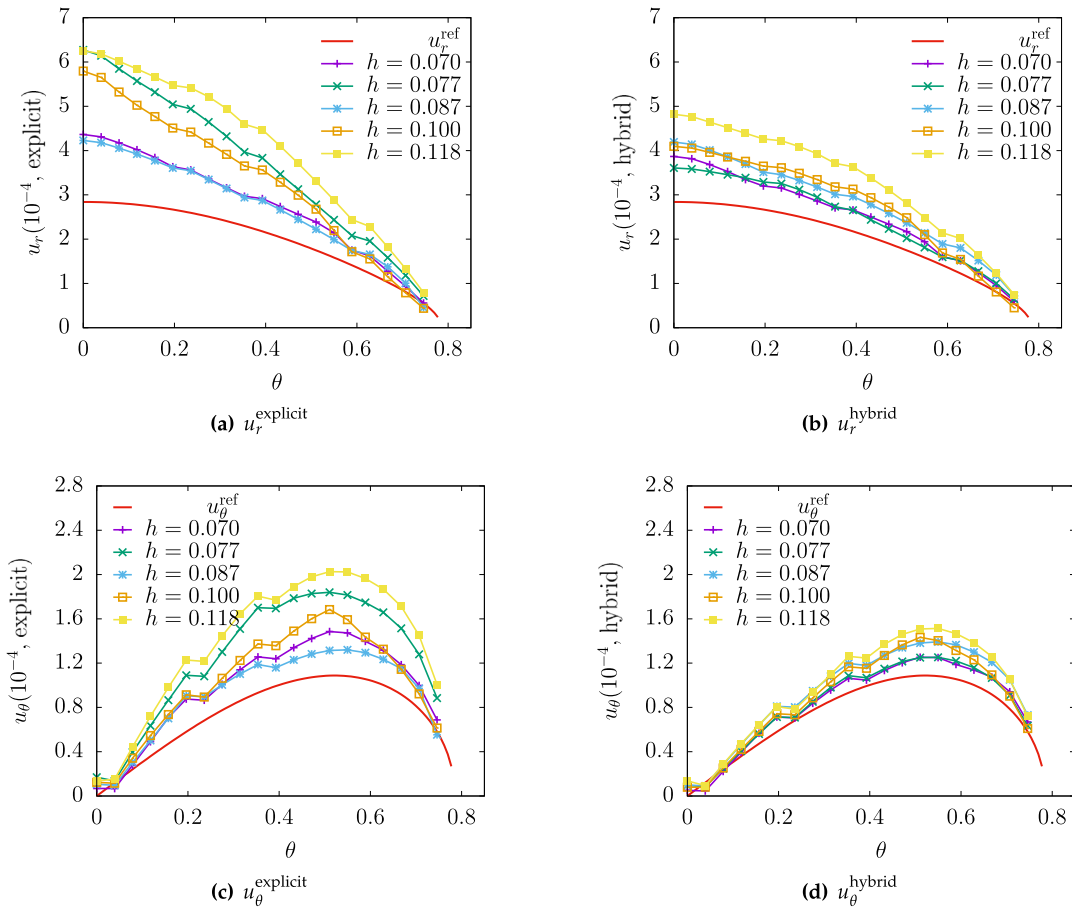 7
6
5
4
3
2
1
0
u_r(10⁻⁴, explicit)
u_r^ref
h = 0.070
h = 0.077
h = 0.087
h = 0.100
h = 0.118
0 0.2 0.4 0.6 0.8
θ
(a) u_r^explicit
7
6
5
4
3
2
1
0
u_r(10⁻⁴, hybrid)
u_r^ref
h = 0.070
h = 0.077
h = 0.087
h = 0.100
h = 0.118
0 0.2 0.4 0.6 0.8
θ
(b) u_r^hybrid
2.8
2.4
2
1.6
1.2
0.8
0.4
0
u_θ(10⁻⁴, explicit)
u_θ^ref
h = 0.070
h = 0.077
h = 0.087
h = 0.100
h = 0.118
0 0.2 0.4 0.6 0.8
θ
(c) u_θ^explicit
2.8
2.4
2
1.6
1.2
0.8
0.4
0
u_θ(10⁻⁴, hybrid)
u_θ^ref
h = 0.070
h = 0.077
h = 0.087
h = 0.100
h = 0.118
0 0.2 0.4 0.6 0.8
θ
(d) u_θ^hybrid